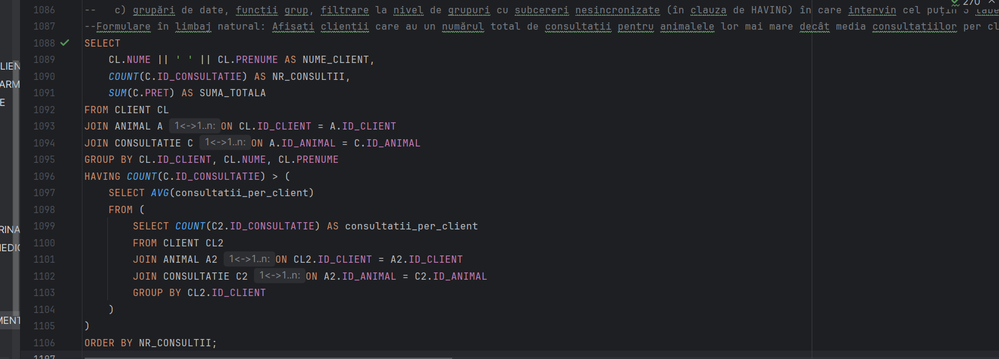 270
1086 -- c) grupări de date, functii grup, filtrare la nivel de grupuri cu subcereri nesincronizate (în clauza de HAVING) în care intervin cel puțin 3
1087 --Formulare în limbaj natural: Afisati clientii care au un numărul total de consultatii pentru animalele lor mai mare decât media consultatiilor per cl
1088 SELECT
1089 CL.NUME || ' ' || CL.PRENUME AS NUME_CLIENT,
LIEN
1090 COUNT(C.ID_CONSULTATIE) AS NR_CONSULTII,
ARM
1091 SUM(C.PRET) AS SUMA_TOTALA
E
1092 FROM CLIENT CL
1093 JOIN ANIMAL A 1<->1..n: ON CL.ID_CLIENT = A.ID_CLIENT
1094 JOIN CONSULTATIE C 1<->1..n: ON A.ID_ANIMAL = C.ID_ANIMAL
1095 GROUP BY CL.ID_CLIENT, CL.NUME, CL.PRENUME
1096 HAVING COUNT(C.ID_CONSULTATIE) > (
1097 SELECT AVG(consultatii_per_client)
1098 FROM (
1099 SELECT COUNT(C2.ID_CONSULTATIE) AS consultatii_per_client
RINA
1100 FROM CLIENT CL2
MEDIC
1101 JOIN ANIMAL A2 1<->1..n: ON CL2.ID_CLIENT = A2.ID_CLIENT
1102 JOIN CONSULTATIE C2 1<->1..n: ON A2.ID_ANIMAL = C2.ID_ANIMAL
1103 GROUP BY CL2.ID_CLIENT
1104 )
MENT
1105 )
1106 ORDER BY NR_CONSULTII;
1107